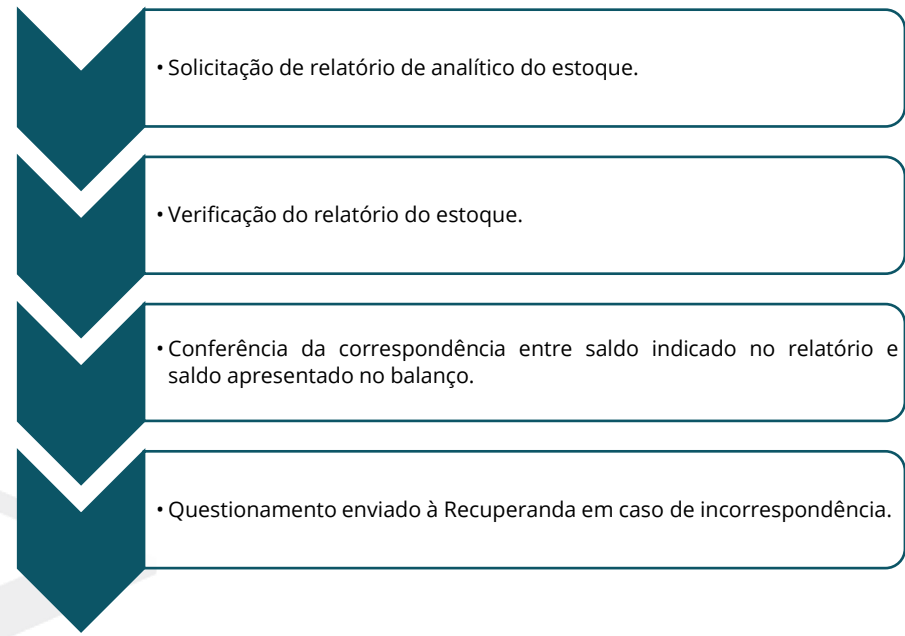 • Solicitação de relatório de analítico do estoque.
• Verificação do relatório do estoque.
• Conferência da correspondência entre saldo indicado no relatório e
saldo apresentado no balanço.
• Questionamento enviado à Recuperanda em caso de incorrespondência.